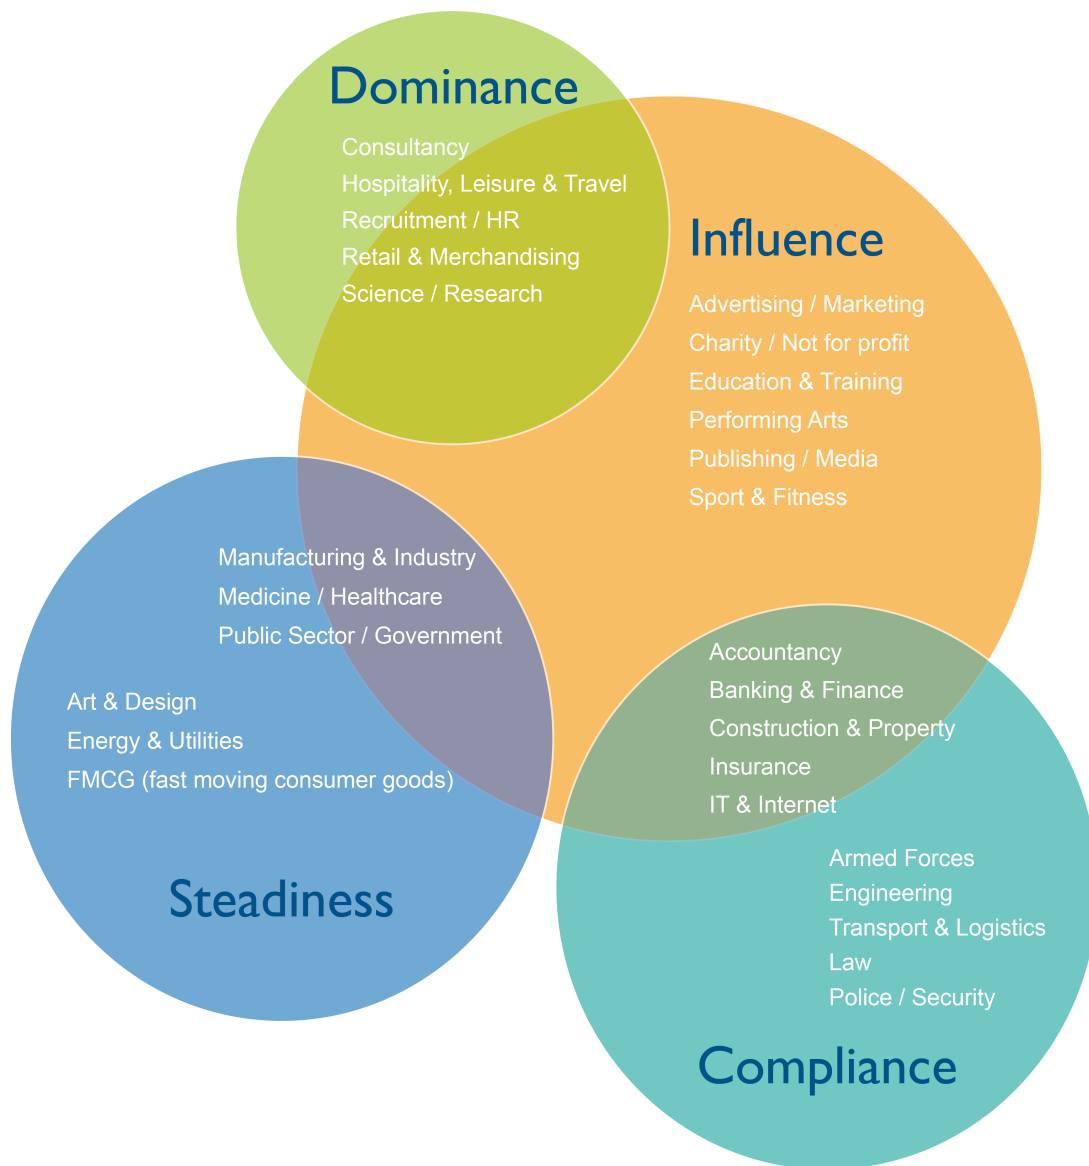 Dominance
Consultancy
Hospitality, Leisure & Travel
Recruitment / HR
Retail & Merchandising
Science / Research
Influence
Advertising / Marketing
Charity / Not for profit
Education & Training
Performing Arts
Publishing / Media
Sport & Fitness
Manufacturing & Industry
Medicine / Healthcare
Public Sector / Government
Art & Design
Energy & Utilities
FMCG (fast moving consumer goods)
Steadiness
Accountancy
Banking & Finance
Construction & Property
Insurance
IT & Internet
Armed Forces
Engineering
Transport & Logistics
Law
Police / Security
Compliance